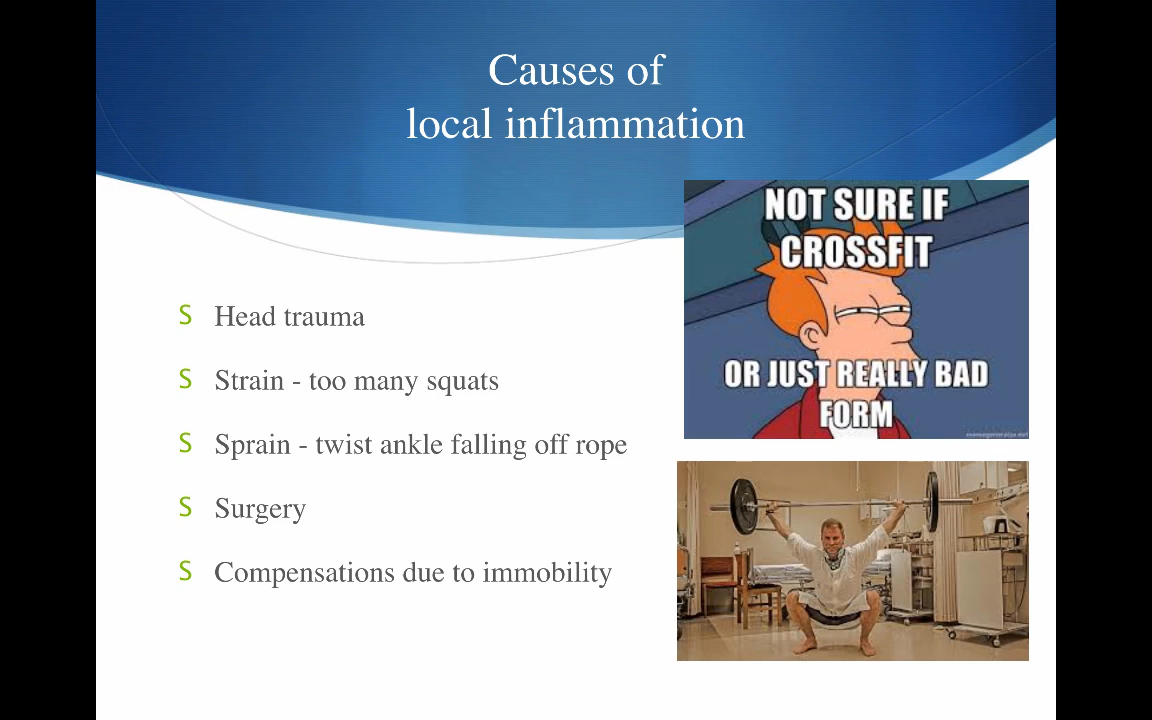 Causes of
local inflammation
NOT SURE IF
CROSSFIT
OR JUST REALLY BAD
FORM
S Head trauma
S Strain - too many squats
S Sprain - twist ankle falling off rope
S Surgery
S Compensations due to immobility